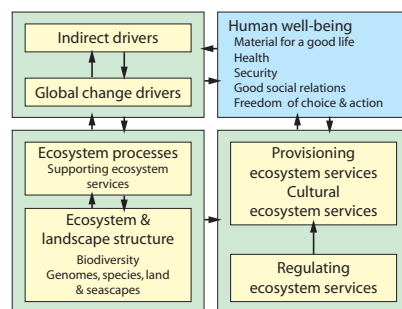 Indirect drivers
Global change drivers
Human well-being
Material for a good life
Health
Security
Good social relations
Freedom of choice & action
Ecosystem processes
Supporting ecosystem
services
Ecosystem &
landscape structure
Biodiversity
Genomes, species, land
& seascapes
Provisioning
ecosystem services
Cultural
ecosystem services
Regulating
ecosystem services